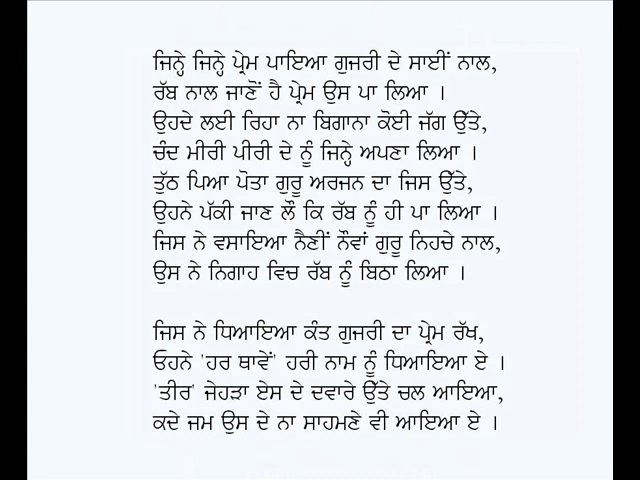 ਜਿਨ੍ਹੇ ਜਿਨ੍ਹੇ ਪ੍ਰੇਮ ਪਾਇਆ ਗੁਜਰੀ ਦੇ ਸਾਈਂ ਨਾਲ,
ਰੱਬ ਨਾਲ ਜਾਣੋਂ ਹੈ ਪ੍ਰੇਮ ਉਸ ਪਾ ਲਿਆ ।
ਉਹਦੇ ਲਈ ਰਿਹਾ ਨਾ ਬਿਗਾਨਾ ਕੋਈ ਜੱਗ ਉੱਤੇ,
ਚੰਦ ਮੀਰੀ ਪੀਰੀ ਦੇ ਨੂੰ ਜਿਨ੍ਹੇ ਅਪਣਾ ਲਿਆ ।
ਤੁੱਠ ਪਿਆ ਪੋਤਾ ਗੁਰੂ ਅਰਜਨ ਦਾ ਜਿਸ ਉੱਤੇ,
ਉਹਨੇ ਪੱਕੀ ਜਾਣ ਲੌ ਕਿ ਰੱਬ ਨੂੰ ਹੀ ਪਾ ਲਿਆ ।
ਜਿਸ ਨੇ ਵਸਾਇਆ ਨੈਣੀਂ ਨੌਵਾਂ ਗੁਰੂ ਨਿਹਚੇ ਨਾਲ,
ਉਸ ਨੇ ਨਿਗਾਹ ਵਿਚ ਰੱਬ ਨੂੰ ਬਿਠਾ ਲਿਆ ।
ਜਿਸ ਨੇ ਧਿਆਇਆ ਕੰਤ ਗੁਜਰੀ ਦਾ ਪ੍ਰੇਮ ਰੱਖ,
ਓਹਨੇ 'ਹਰ ਥਾਵੇਂ' ਹਰੀ ਨਾਮ ਨੂੰ ਧਿਆਇਆ ਏ ।
'ਤੀਰ' ਜੇਹੜਾ ਏਸ ਦੇ ਦਵਾਰੇ ਉੱਤੇ ਚਲ ਆਇਆ,
ਕਦੇ ਜਮ ਉਸ ਦੇ ਨਾ ਸਾਹਮਣੇ ਵੀ ਆਇਆ ਏ ।